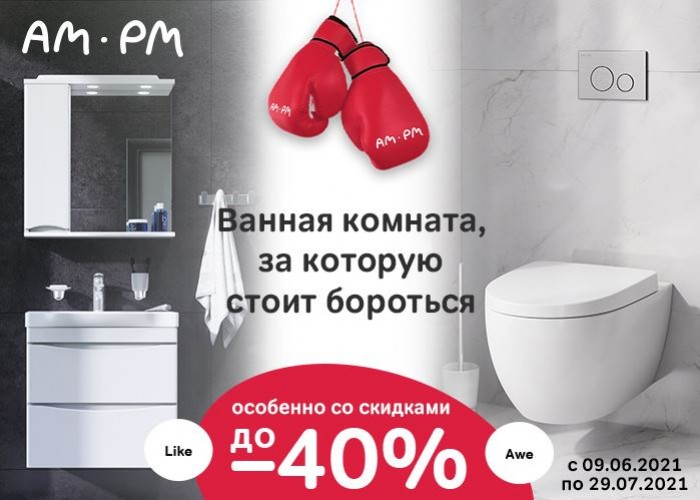 AM·PM
AM·PM
AM·PM
Ванная комната,
за которую
стоит бороться
особенно со скидками
до
–40%
Like
Awe
с 09.06.2021
по 29.07.2021